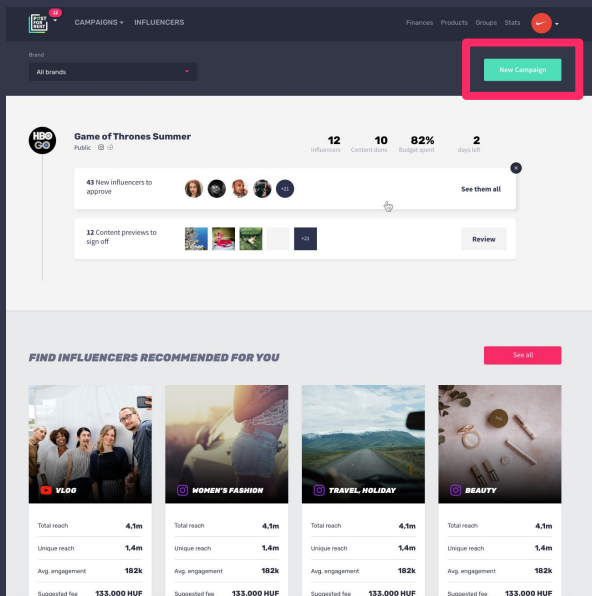 12
POST
FOR
RENT
CAMPAIGNS INFLUENCERS
Finances Products Groups Stats
Brand
All brands
New Campaign
HBO
GO
Game of Thrones Summer
Public
12 10 82% 2
Influencers Content done Budget spent days left
43 New influencers to
approve
+21
See them all
12 Content previews to
sign off
+21
Review
FIND INFLUENCERS RECOMMENDED FOR YOU
See all
VLOG WOMEN'S FASHION TRAVEL, HOLIDAY BEAUTY
Total reach 4,1m Total reach 4,1m Total reach 4,1m Total reach 4,1m
Unique reach 1,4m Unique reach 1,4m Unique reach 1,4m Unique reach 1,4m
Avg. engagement 182k Avg. engagement 182k Avg. engagement 182k Avg. engagement 182k
Suggested fee 133,000 HUF Suggested fee 133,000 HUF Suggested fee 133,000 HUF Suggested fee 133,000 HUF